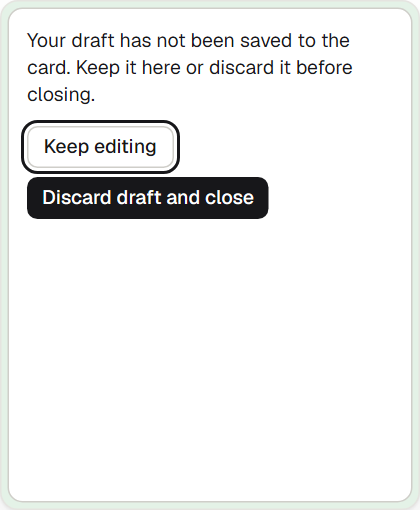 Your draft has not been saved to the
card. Keep it here or discard it before
closing.
Keep editing
Discard draft and close